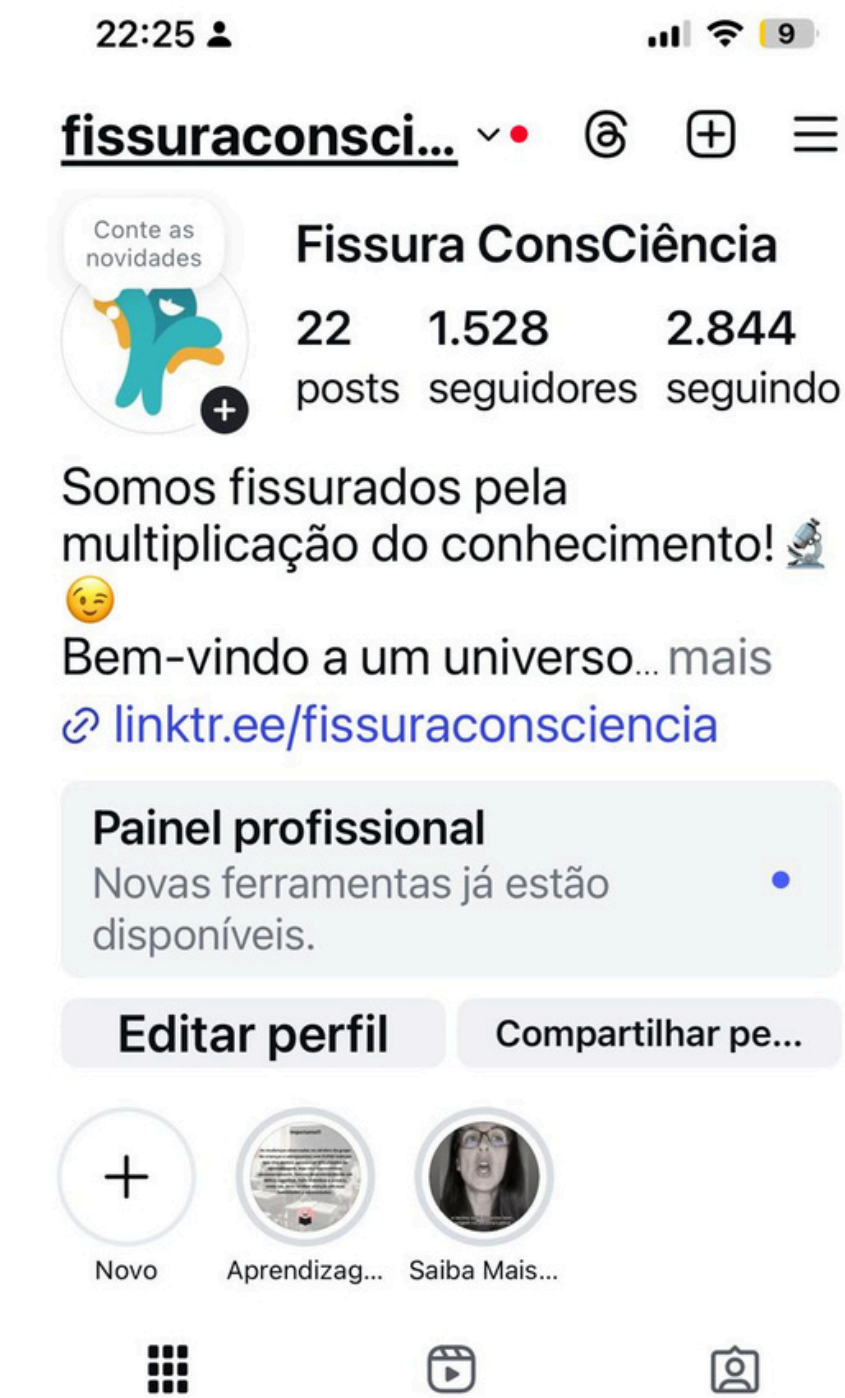 22:25
9
fissuraconsci...
Conte as
novidades
Fissura ConsCiência
22 1.528 2.844
posts seguidores seguindo
Somos fissurados pela
multiplicação do conhecimento!🔬
😉
Bem-vindo a um universo... mais
linktr.ee/fissuraconsciencia
Painel profissional
Novas ferramentas já estão
disponíveis.
Editar perfil Compartilhar pe...
Novo Aprendizag... Saiba Mais...